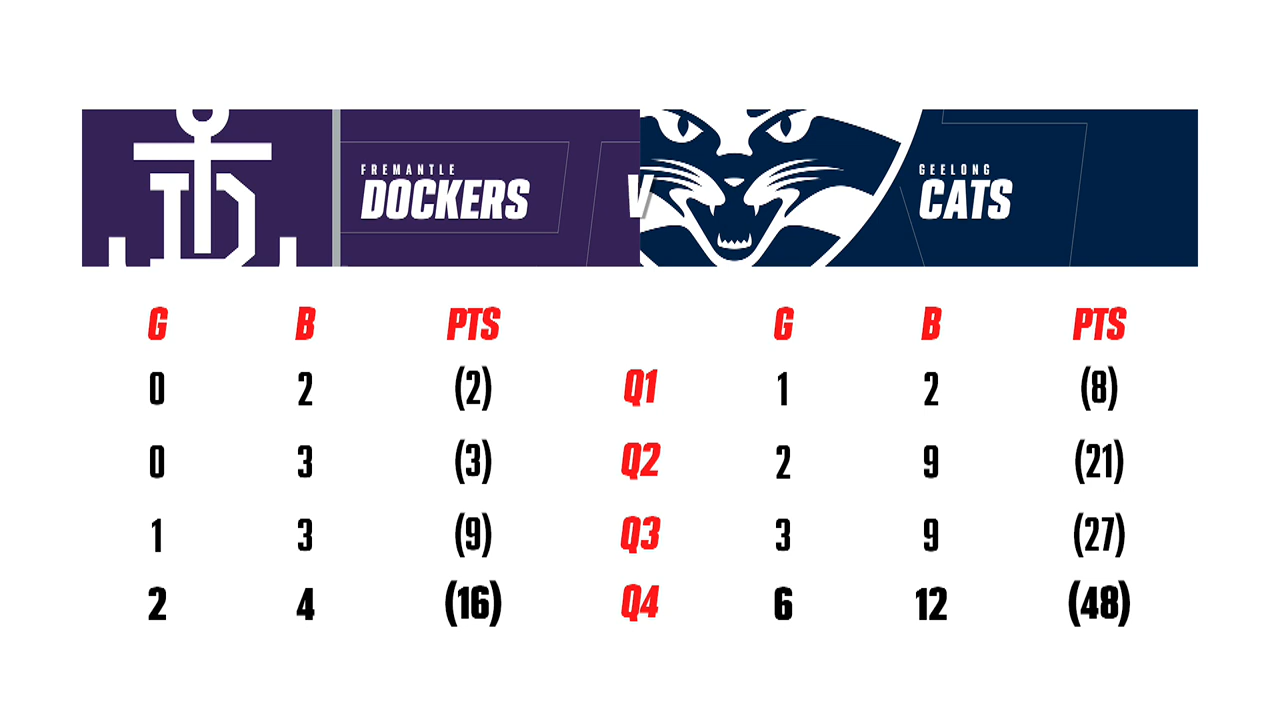 FREMANTLE
DOCKERS
V
GEELONG
CATS
G B PTS G B PTS
0 2 (2) Q1 1 2 (8)
0 3 (3) Q2 2 9 (21)
1 3 (9) Q3 3 9 (27)
2 4 (16) Q4 6 12 (48)